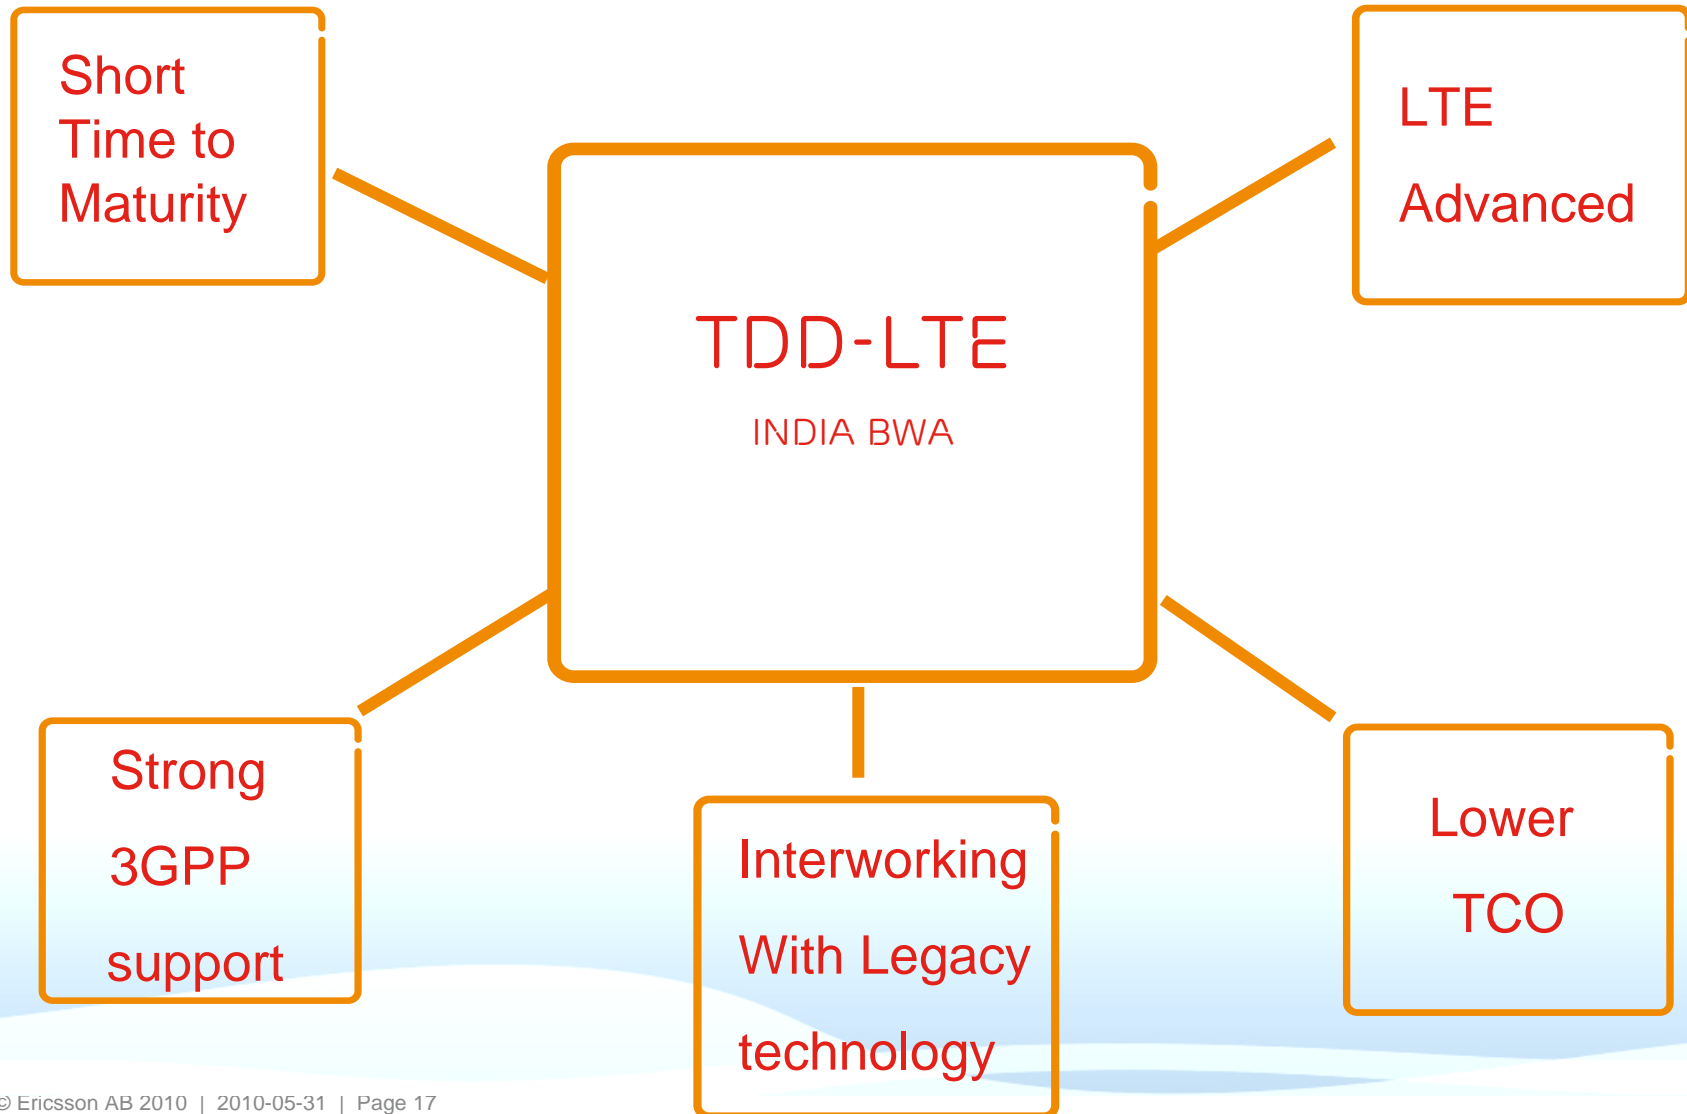 Short
Time to
Maturity
LTE
Advanced
TDD-LTE
INDIA BWA
Strong
3GPP
support
Interworking
With Legacy
technology
Lower
TCO
© Ericsson AB 2010 | 2010-05-31 | Page 17